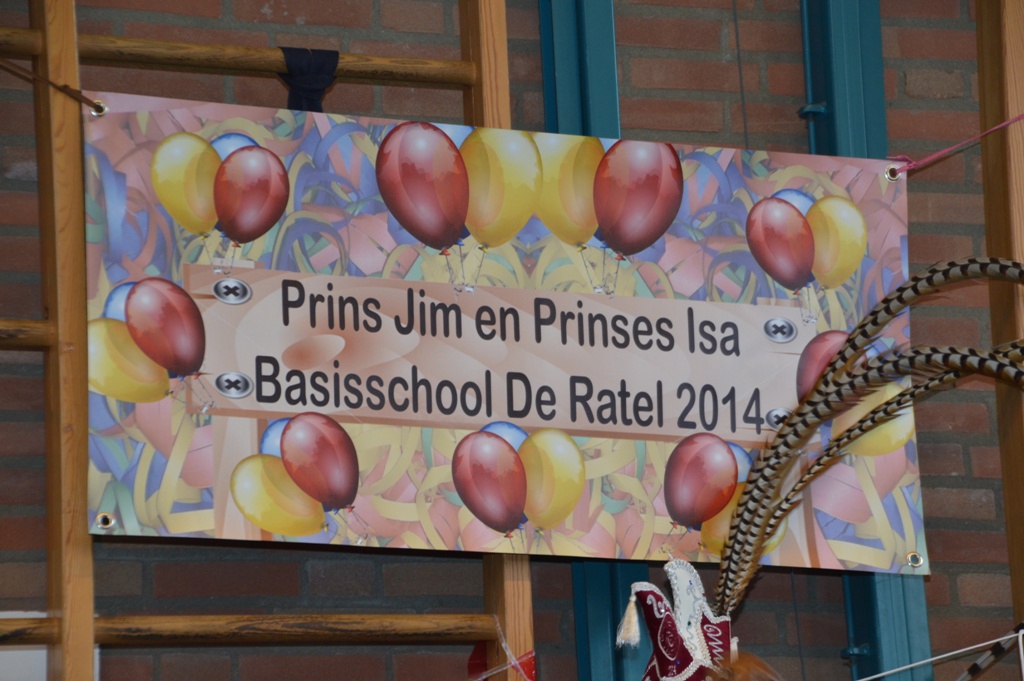 Prins Jim en Prinses Isa
Basisschool De Ratel 2014